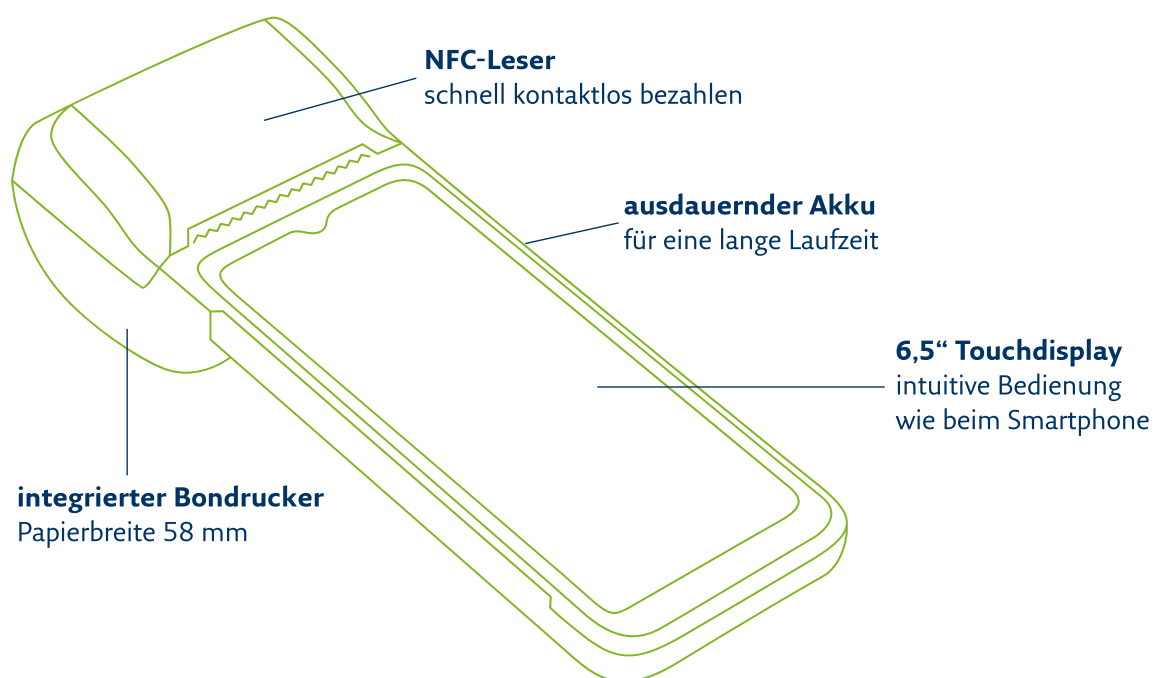 NFC-Leser
schnell kontaktlos bezahlen
ausdauernder Akku
für eine lange Laufzeit
6,5“ Touchdisplay
intuitive Bedienung
wie beim Smartphone
integrierter Bondrucker
Papierbreite 58 mm